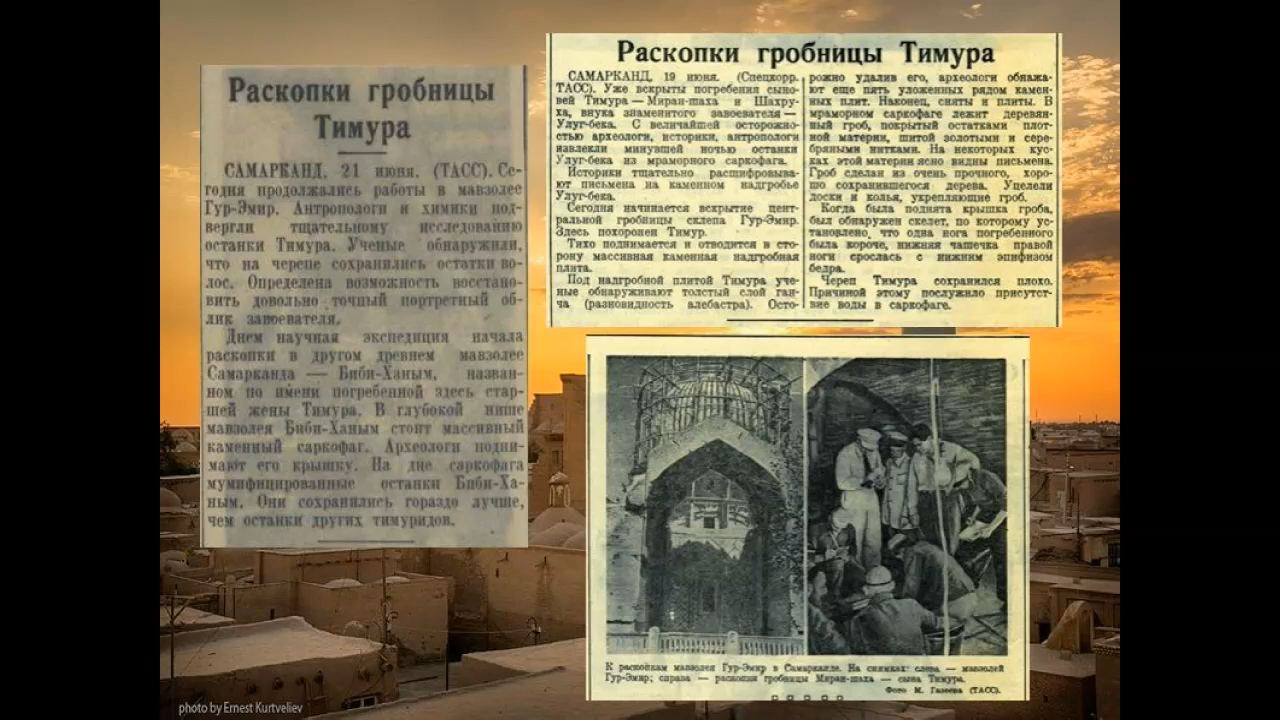 Раскопки гробницы
Тимура
САМАРКАНД, 21 июня. (ТАСС). Се-
годня продолжались работы в мавзолее
Гур-Эмир. Антропологи и химики под-
вергли тщательному исследованию
останки Тимура. Ученые обнаружили,
что на черепе сохранились остатки во-
лос. Определена возможность восстано-
вить довольно точный портретный об-
лик завоевателя.
Днем научная экспедиция начала
раскопки в другом древнем мавзолее
Самарканда — Биби-Ханым, назван-
ном по имени погребенной здесь стар-
шей жены Тимура. В глубокой нише
мавзолея Биби-Ханым стоит массивный
каменный саркофаг. Археологи подни-
мают его крышку. На дне саркофага
мумифицированные останки Биби-Ха-
ным. Они сохранились гораздо лучше,
чем останки других тимуридов.
Раскопки гробницы Тимура
САМАРКАНД, 19 июня. (Спецкорр.
ТАСС). Уже вскрыты погребения сыно-
вей Тимура — Миран-шаха и Шахру-
ха, внука знаменитого завоевателя —
Улуг-бека. С величайшей осторожно-
стью археологи, историки, антропологи
извлекли минувшей ночью останки
Улуг-бека из мраморного саркофага.
Историки тщательно расшифровыва-
ют письмена на каменном надгробье
Улуг-бека.
Сегодня начинается вскрытие цент-
ральной гробницы склепа Гур-Эмир.
Здесь похоронен Тимур.
Тихо поднимается и отводится в сто-
рону массивная каменная надгробная
плита.
Под надгробной плитой Тимура уче-
ные обнаруживают толстый слой ган-
ча (разновидность алебастра). Осто-
рожно удалив его, археологи обнажа-
ют еще пять уложенных рядом камен-
ных плит. Наконец, сняты и плиты. В
мраморном саркофаге лежит деревян-
ный гроб, покрытый остатками плот-
ной материи, шитой золотыми и сере-
бряными нитками. На некоторых кус-
ках этой материи ясно видны письмена.
Гроб сделан из очень прочного, хоро-
шо сохранившегося дерева. Уцелели
доски и колья, укрепляющие гроб.
Когда была поднята крышка гроба,
был обнаружен скелет, по которому ус-
тановлено, что одна нога погребенного
была короче, нижняя чашечка правой
ноги срослась с нижним эпифизом
бедра.
Череп Тимура сохранился плохо.
Причиной этому послужило присутст-
вие воды в саркофаге.
К раскопкам мавзолея Гур-Эмир в Самарканде. На снимках: слева — мавзолей
Гур-Эмир; справа — раскопки гробницы Миран-шаха — сына Тимура.
Фото М. Газеева (ТАСС).
photo by Ernest Kurtveliev